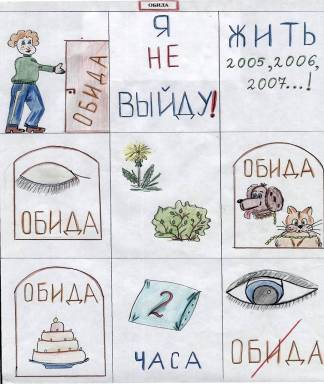 ОБИДА
ОБИДА
Я
НЕ
ВЫЙДУ!
ЖИТЬ
2005,2006,
2007...!
ОБИДА
ОБИДА
ОБИДА
2
ЧАСА
ОБИДА